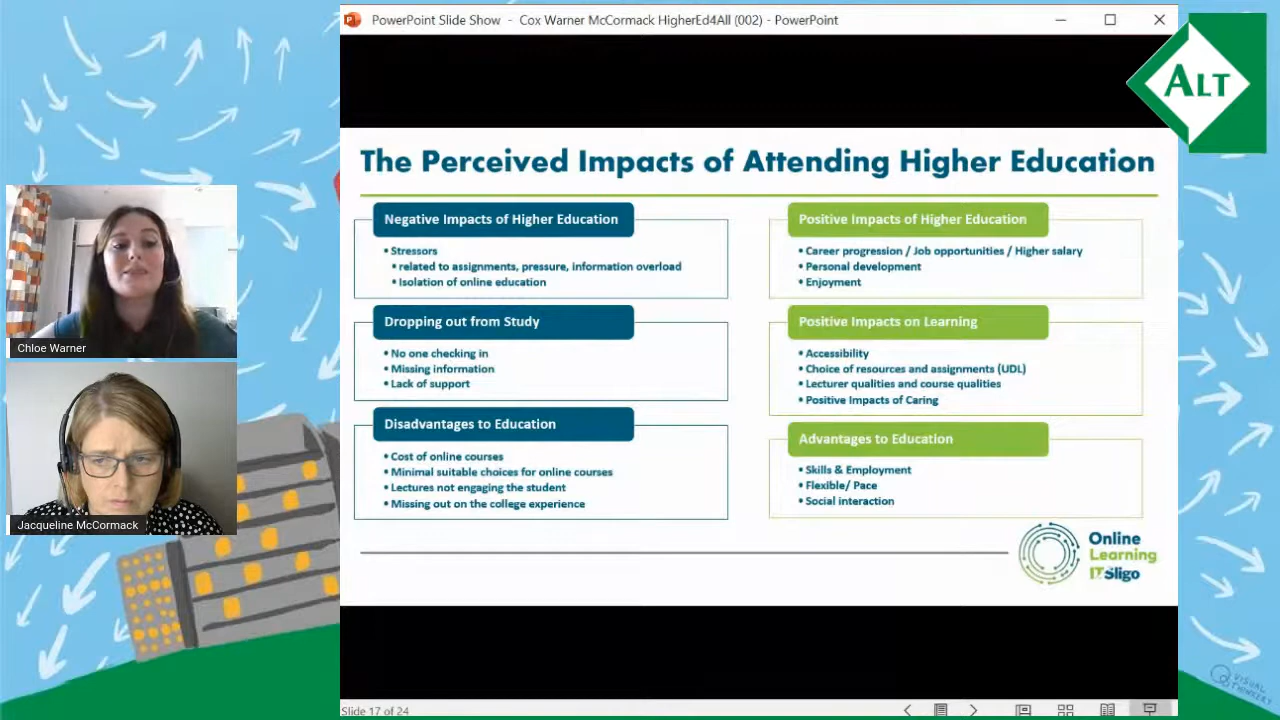 PowerPoint Slide Show - Cox Warner McCormack HigherEd4All (002) - PowerPoint
ALT
The Perceived Impacts of Attending Higher Education
Negative Impacts of Higher Education
• Stressors
• related to assignments, pressure, information overload
• Isolation of online education
Dropping out from Study
• No one checking in
• Missing information
• Lack of support
Disadvantages to Education
• Cost of online courses
• Minimal suitable choices for online courses
• Lectures not engaging the student
• Missing out on the college experience
Positive Impacts of Higher Education
• Career progression / Job opportunities / Higher salary
• Personal development
• Enjoyment
Positive Impacts on Learning
• Accessibility
• Choice of resources and assignments (UDL)
• Lecturer qualities and course qualities
• Positive Impacts of Caring
Advantages to Education
• Skills & Employment
• Flexible/ Pace
• Social interaction
Online
Learning
IT Sligo
Chloe Warner
Jacqueline McCormack
Slide 17 of 24
VISUAL
THINKERY